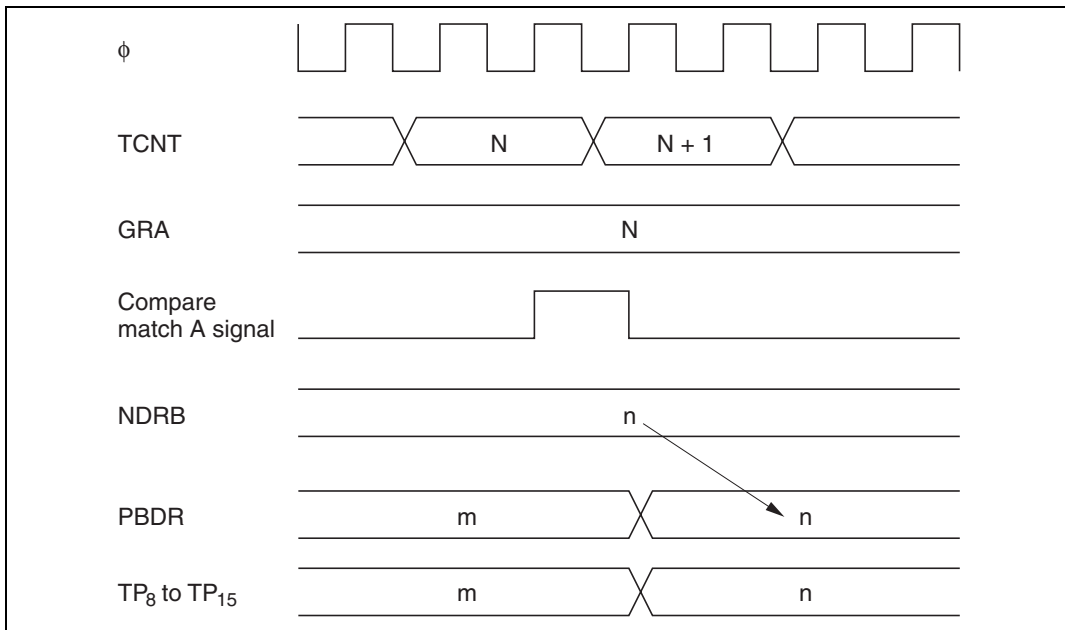 ϕ
TCNT
N
N + 1
GRA
N
Compare
match A signal
NDRB
n
PBDR
m
n
TP8 to TP15
m
n